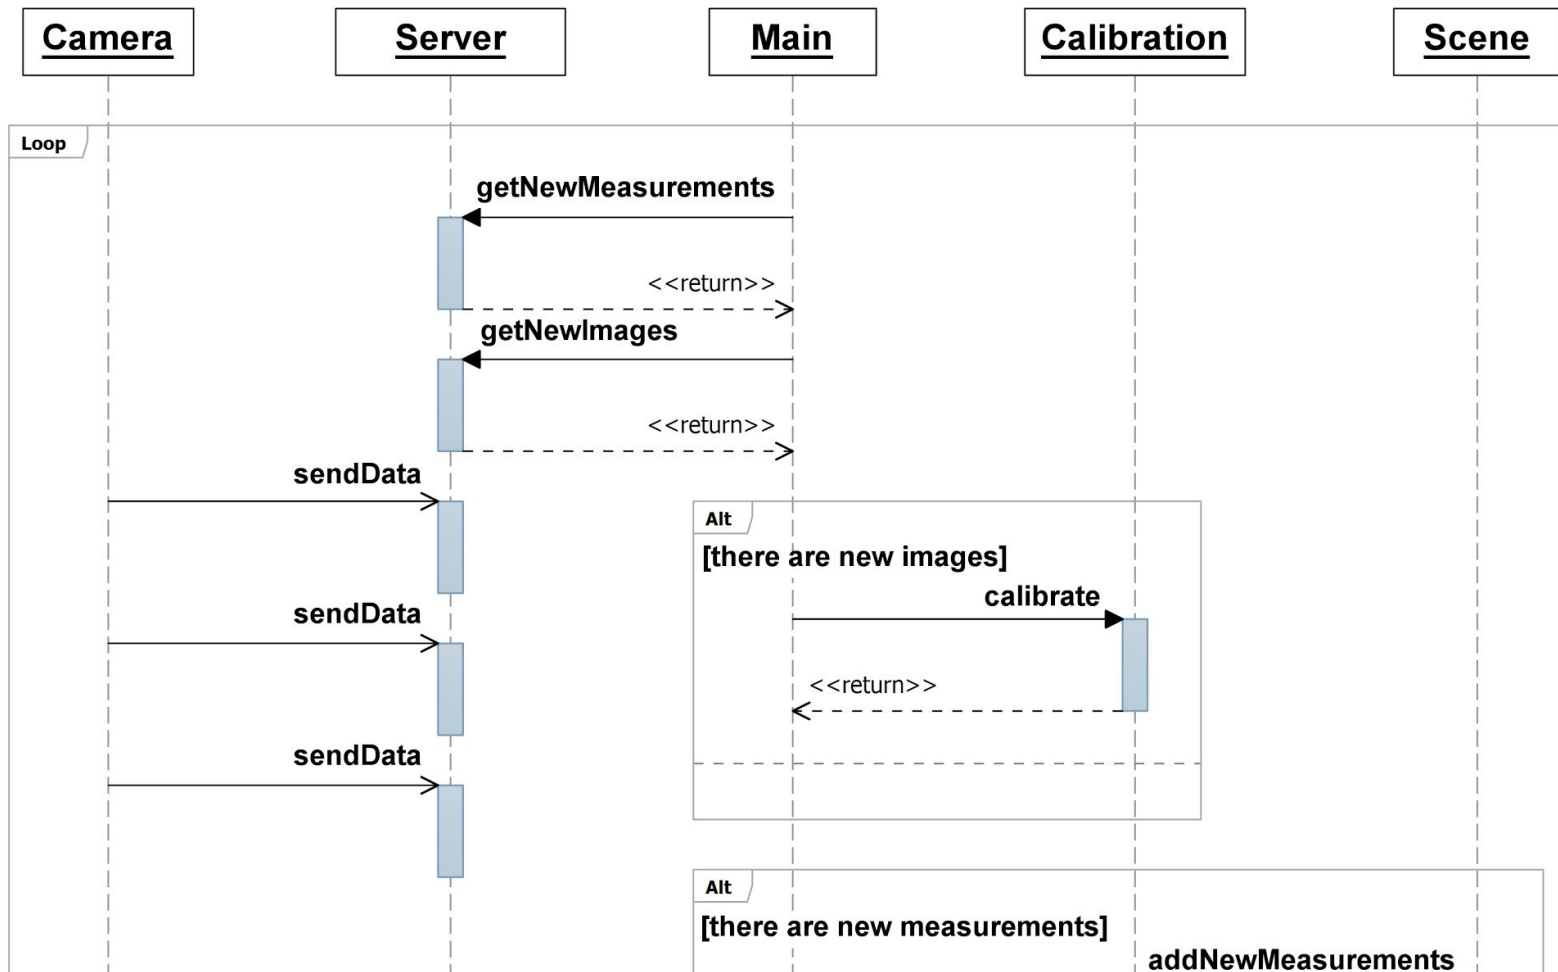 Camera
Server
Main
Calibration
Scene
Loop
getNewMeasurements
<<return>>
getNewImages
<<return>>
sendData
Alt
[there are new images]
calibrate
sendData
<<return>>
sendData
Alt
[there are new measurements]
addNewMeasurements